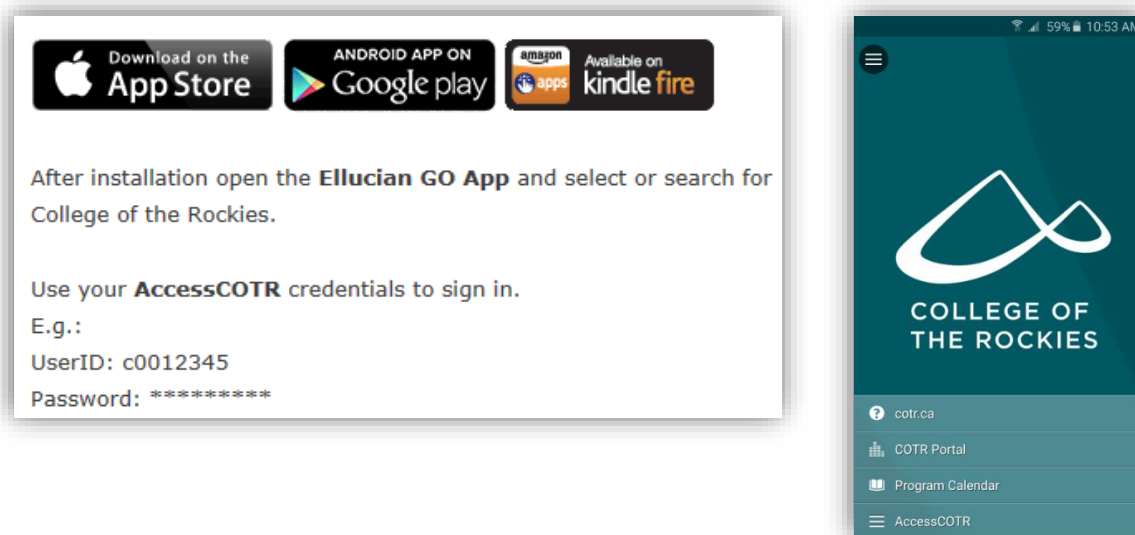 Download on the
App Store
ANDROID APP ON
Google play
amazon
apps
Available on
kindle fire
After installation open the Ellucian GO App and select or search for
College of the Rockies.
Use your AccessCOTR credentials to sign in.
E.g.:
UserID: c0012345
Password: *********
59% 10:53 AM
COLLEGE OF
THE ROCKIES
cotr.ca
COTR Portal
Program Calendar
AccessCOTR